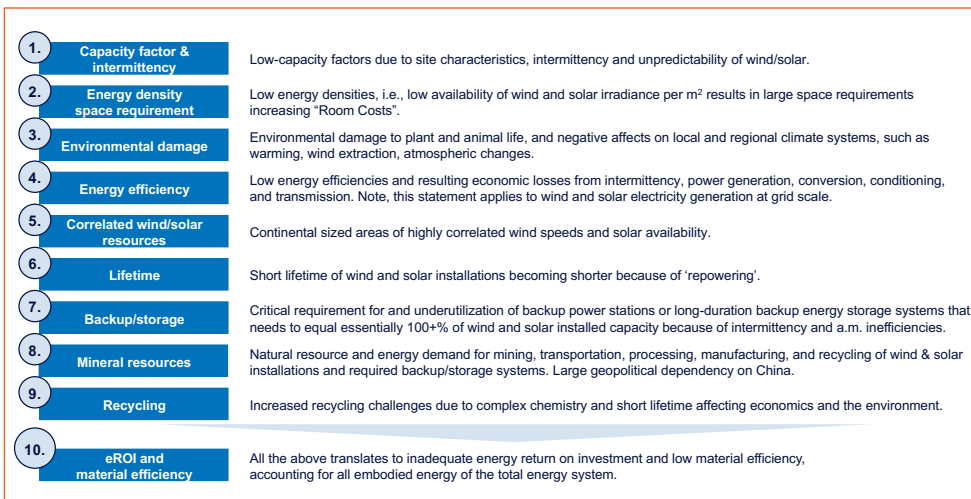 1.
Capacity factor &
intermittency
Low-capacity factors due to site characteristics, intermittency and unpredictability of wind/solar.
2.
Energy density
space requirement
Low energy densities, i.e., low availability of wind and solar irradiance per m² results in large space requirements
increasing “Room Costs”.
3.
Environmental damage
Environmental damage to plant and animal life, and negative affects on local and regional climate systems, such as
warming, wind extraction, atmospheric changes.
4.
Energy efficiency
Low energy efficiencies and resulting economic losses from intermittency, power generation, conversion, conditioning,
and transmission. Note, this statement applies to wind and solar electricity generation at grid scale.
5.
Correlated wind/solar
resources
Continental sized areas of highly correlated wind speeds and solar availability.
6.
Lifetime
Short lifetime of wind and solar installations becoming shorter because of ‘repowering’.
7.
Backup/storage
Critical requirement for and underutilization of backup power stations or long-duration backup energy storage systems that
needs to equal essentially 100+% of wind and solar installed capacity because of intermittency and a.m. inefficiencies.
8.
Mineral resources
Natural resource and energy demand for mining, transportation, processing, manufacturing, and recycling of wind & solar
installations and required backup/storage systems. Large geopolitical dependency on China.
9.
Recycling
Increased recycling challenges due to complex chemistry and short lifetime affecting economics and the environment.
10.
eROI and
material efficiency
All the above translates to inadequate energy return on investment and low material efficiency,
accounting for all embodied energy of the total energy system.